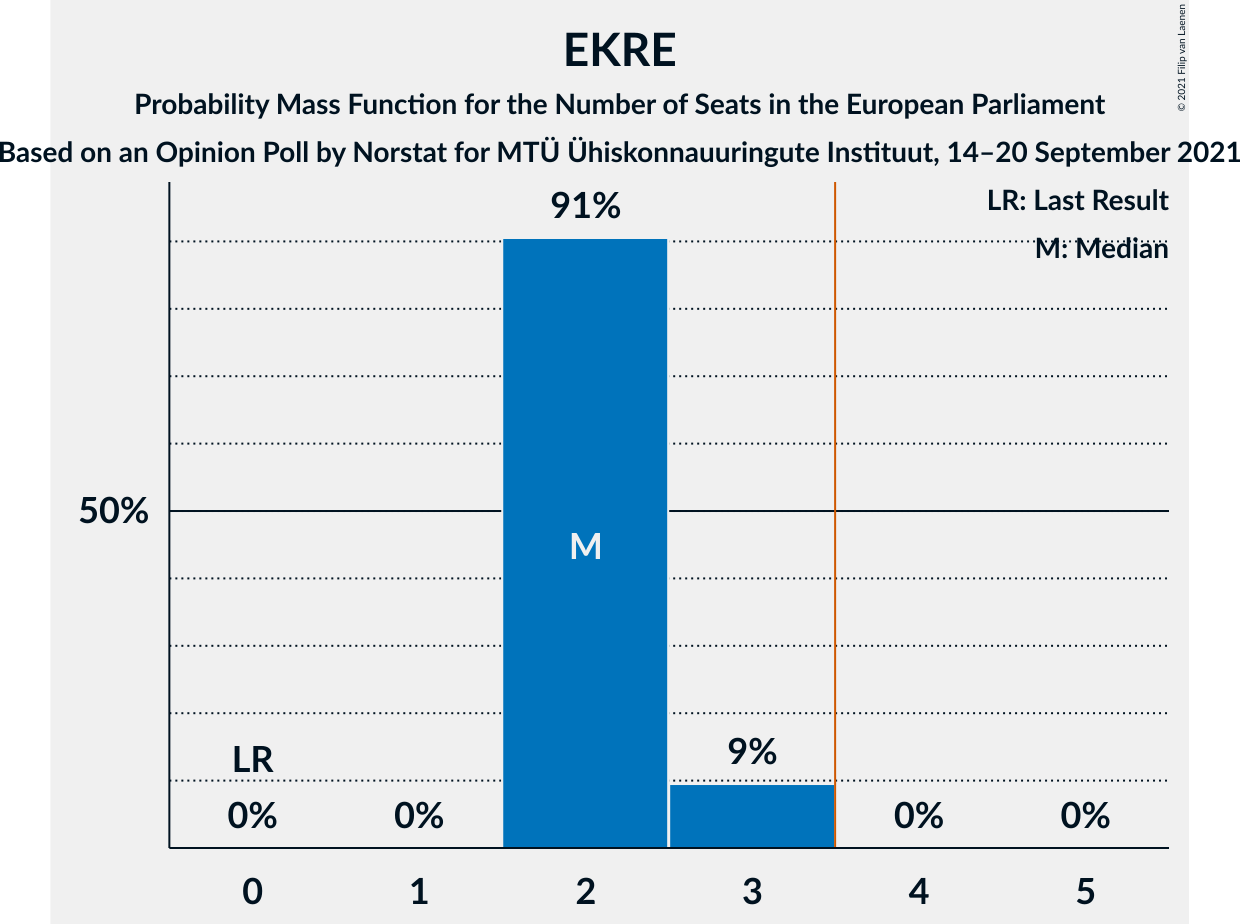 EKRE
Probability Mass Function for the Number of Seats in the European Parliament
Based on an Opinion Poll by Norstat for MTÜ Ühiskonnauuringute Instituut, 14–20 September 2021
© 2021 Filip van Laenen
LR: Last Result
M: Median
91%
50%
M
LR
9%
0% 0% 0% 0%
0 1 2 3 4 5